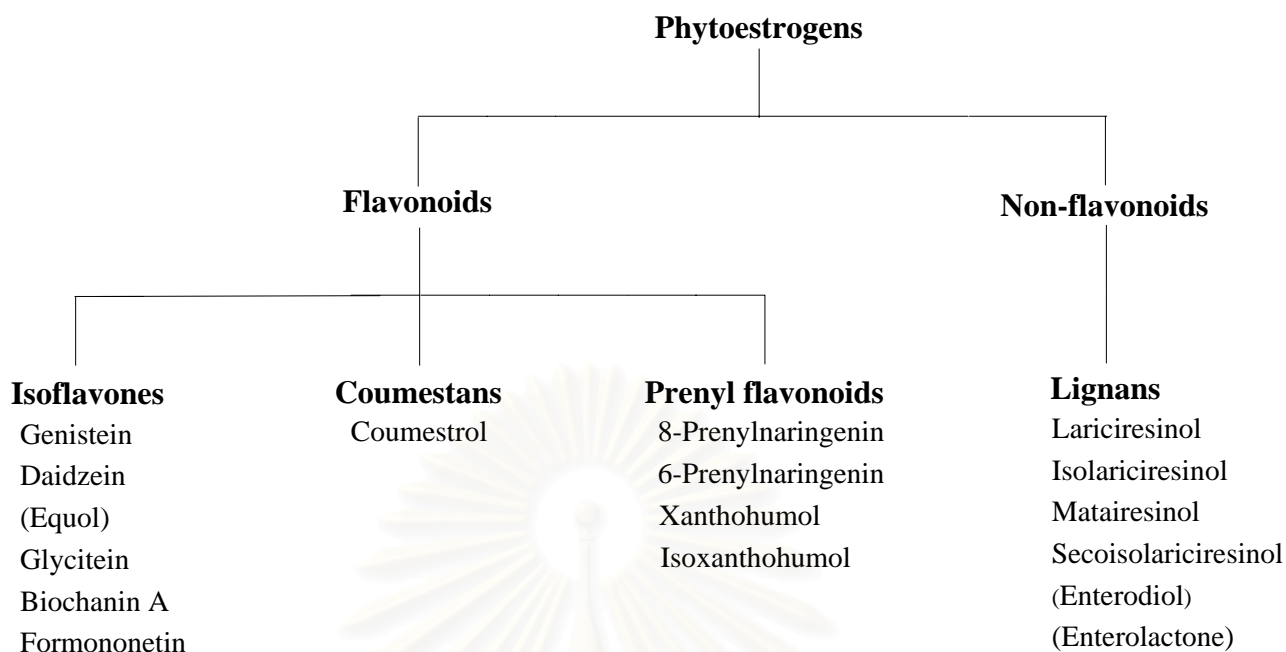 Phytoestrogens
Flavonoids
Non-flavonoids
Isoflavones
Genistein
Daidzein
(Equol)
Glycitein
Biochanin A
Formononetin
Coumestans
Coumestrol
Prenyl flavonoids
8-Prenylnaringenin
6-Prenylnaringenin
Xanthohumol
Isoxanthohumol
Lignans
Lariciresinol
Isolariciresinol
Matairesinol
Secoisolariciresinol
(Enterodiol)
(Enterolactone)